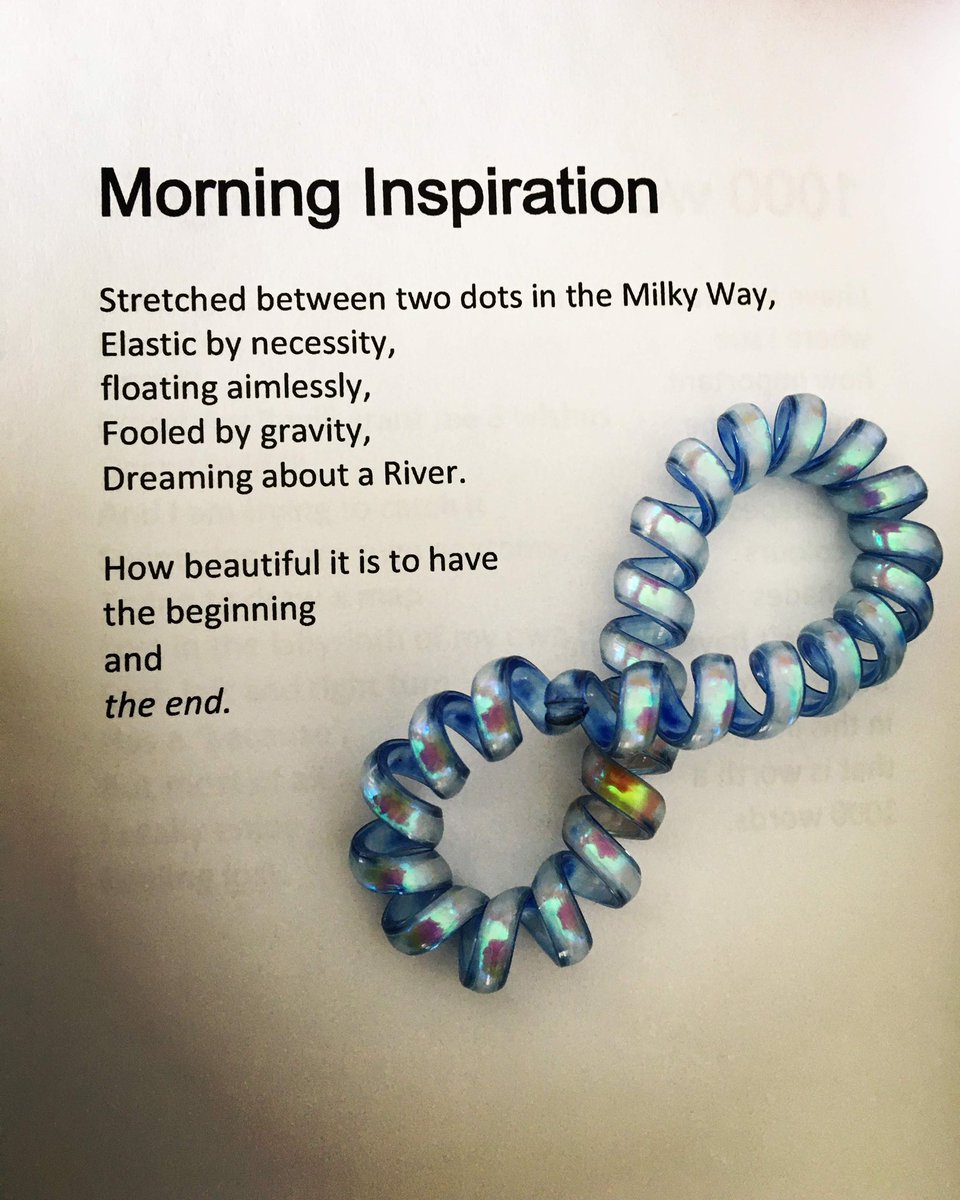 Morning Inspiration
Stretched between two dots in the Milky Way,
Elastic by necessity,
floating aimlessly,
Fooled by gravity,
Dreaming about a River.
How beautiful it is to have
the beginning
and
the end.